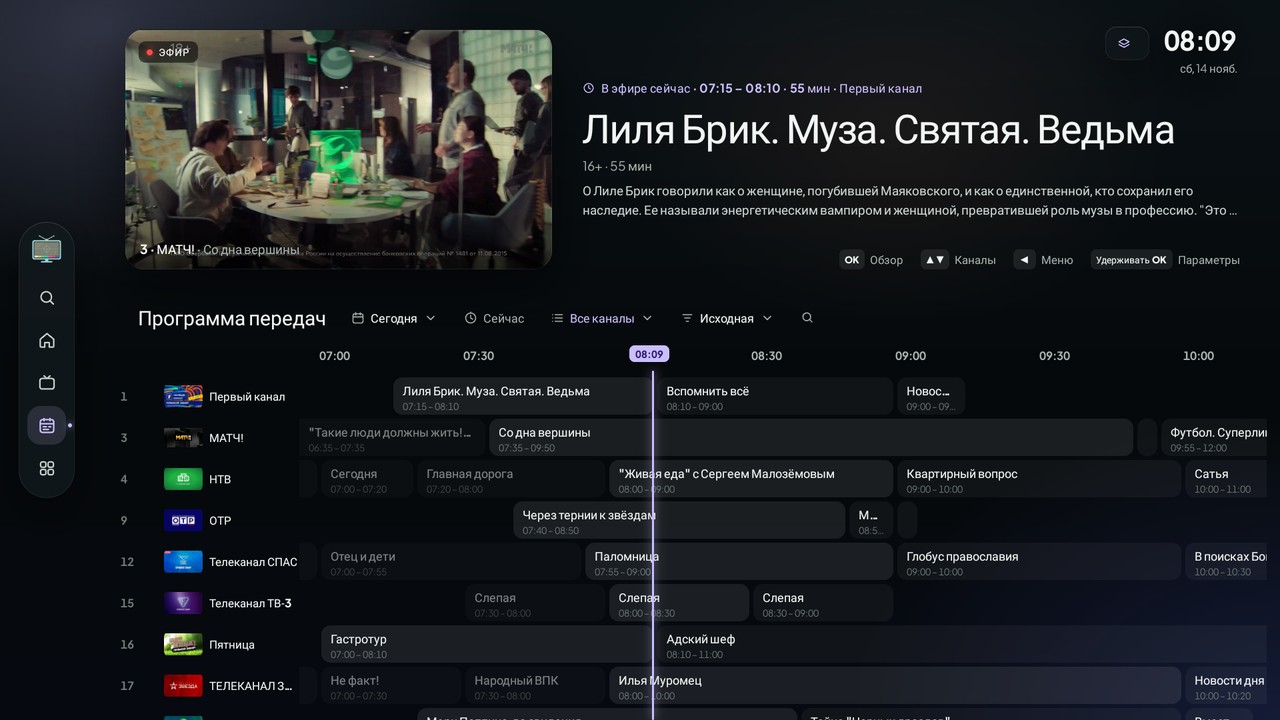 ЭФИР
3 · МАТЧ! · Со дна вершины
08:09
сб, 14 нояб.
В эфире сейчас · 07:15 – 08:10 · 55 мин · Первый канал
Лиля Брик. Муза. Святая. Ведьма
16+ · 55 мин
О Лиле Брик говорили как о женщине, погубившей Маяковского, и как о единственной, кто сохранил его
наследие. Ее называли энергетическим вампиром и женщиной, превратившей роль музы в профессию. "Это ...
OK Обзор ▲▼ Каналы ◀ Меню Удерживать OK Параметры
Программа передач Сегодня Сейчас Все каналы Исходная
07:00 07:30 08:09 08:30 09:00 09:30 10:00
1 Первый канал
Лиля Брик. Муза. Святая. Ведьма
07:15 – 08:10
Вспомнить всё
08:10 – 09:00
Новос...
09:00 – 09...
3 МАТЧ!
"Такие люди должны жить!...
06:35 – 07:35
Со дна вершины
07:35 – 09:50
Футбол. Суперли
09:55 – 12:00
4 НТВ
Сегодня
07:00 – 07:20
Главная дорога
07:20 – 08:00
"Живая еда" с Сергеем Малозёмовым
08:00 – 09:00
Квартирный вопрос
09:00 – 10:00
Сатья
10:00 – 11:00
9 ОТР
Через тернии к звёздам
07:40 – 08:50
М...
08:5...
12 Телеканал СПАС
Отец и дети
07:00 – 07:55
Паломница
07:55 – 09:00
Глобус православия
09:00 – 10:00
В поисках Бо
10:00 – 10:30
15 Телеканал ТВ-3
Слепая
07:30 – 08:00
Слепая
08:00 – 08:30
Слепая
08:30 – 09:00
16 Пятница
Гастротур
07:00 – 08:10
Адский шеф
08:10 – 11:00
17 ТЕЛЕКАНАЛ З...
Не факт!
07:00 – 07:30
Народный ВПК
07:30 – 08:00
Илья Муромец
08:00 – 10:00
Новости дня
10:00 – 10:20